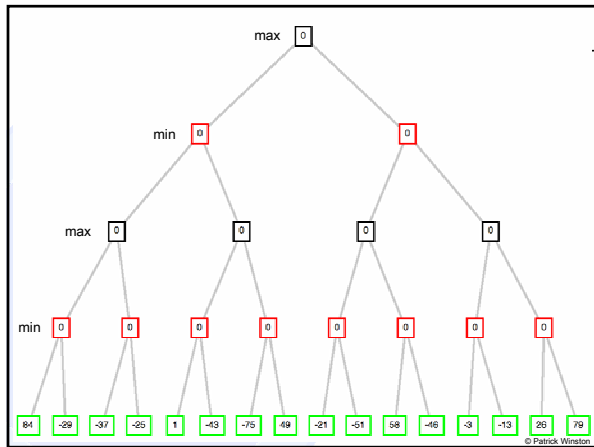 max 0
min 0 0
max 0 0 0 0
min 0 0 0 0 0 0 0 0
84 -29 -37 -25 1 -43 -75 49 -21 -51 58 -46 -3 -13 26 79
© Patrick Winston